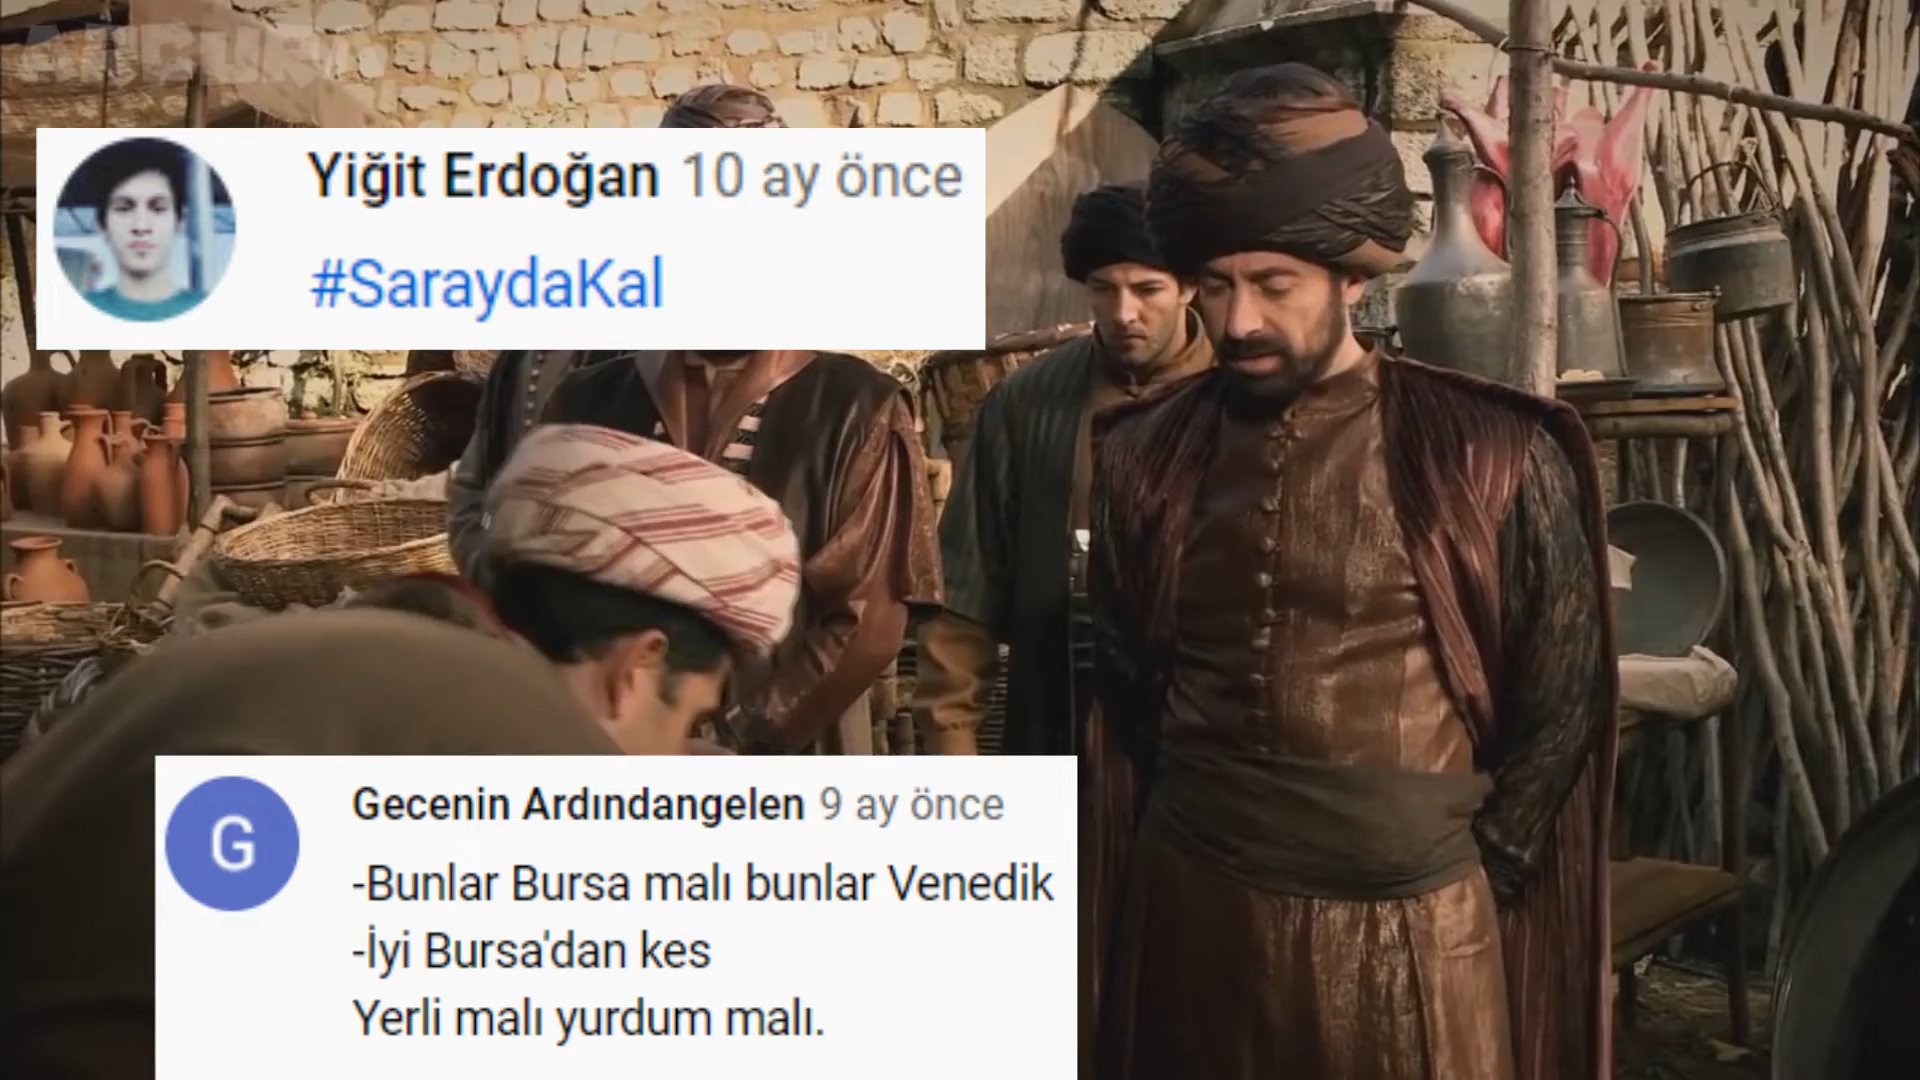 Yiğit Erdoğan 10 ay önce
#SaraydaKal
G
Gecenin Ardındangelen 9 ay önce
-Bunlar Bursa malı bunlar Venedik
-İyi Bursa'dan kes
Yerli malı yurdum malı.